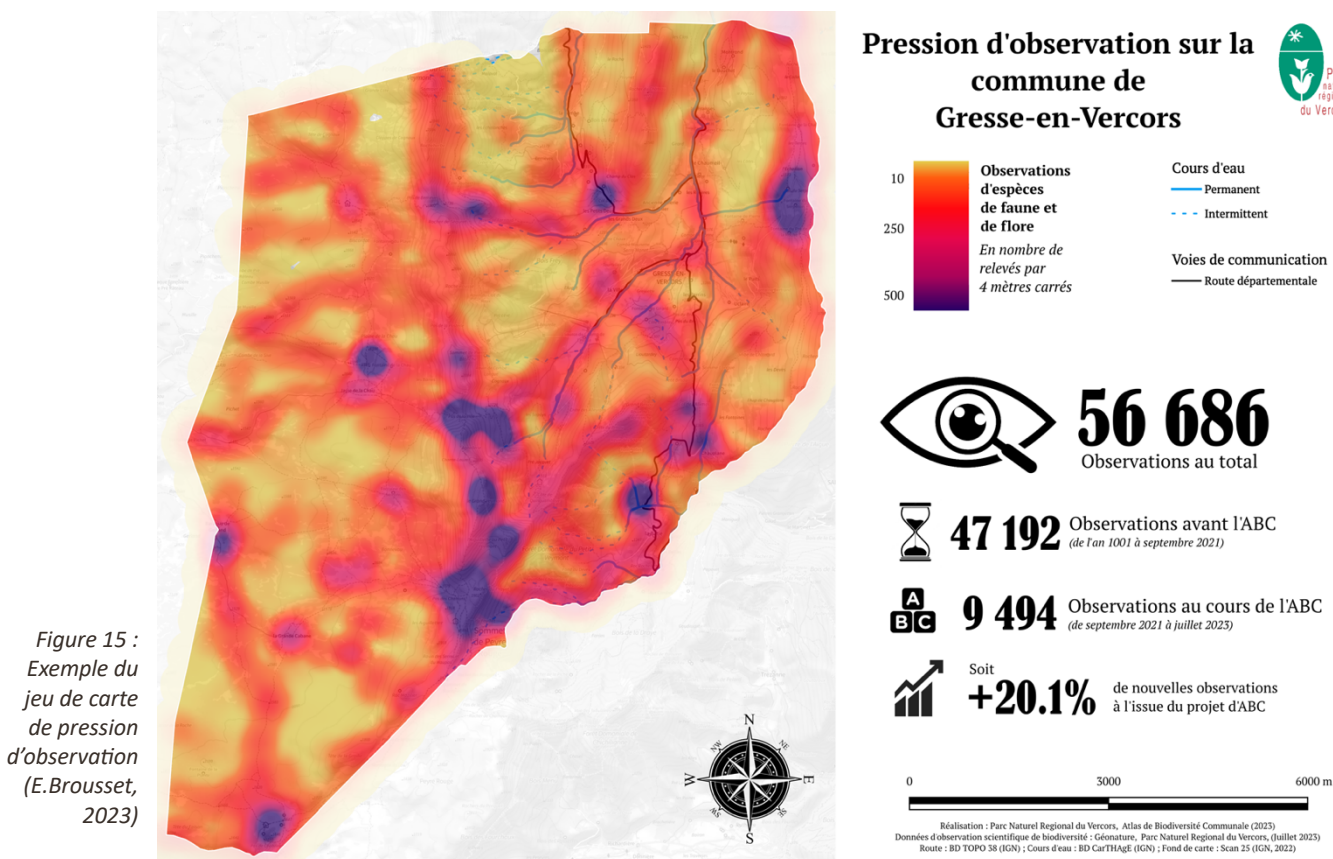 Pression d'observation sur la
commune de
Gresse-en-Vercors
du Ver
10
250
500
Observations
d'espèces
de faune et
de flore
En nombre de
relevés par
4 mètres carrés
Cours d'eau
Permanent
Intermittent
Voies de communication
Route départementale
56 686
Observations au total
47 192
Observations avant l'ABC
(de l'an 1001 à septembre 2021)
A
B C
9 494
Observations au cours de l'ABC
(de septembre 2021 à juillet 2023)
Soit
+20.1%
de nouvelles observations
à l'issue du projet d'ABC
Figure 15 :
Exemple du
jeu de carte
de pression
d'observation
(E.Brousset,
2023)
N
NW
NE
W
E
SW
SE
S
0
3000
6000 m
Réalisation : Parc Naturel Regional du Vercors, Atlas de Biodiversité Communale (2023)
Données d'observation scientifique de biodiversité : Géonature, Parc Naturel Regional du Vercors, (Juillet 2023)
Route : BD TOPO 38 (IGN) ; Cours d'eau : BD CarTHAgE (IGN) ; Fond de carte : Scan 25 (IGN, 2022)